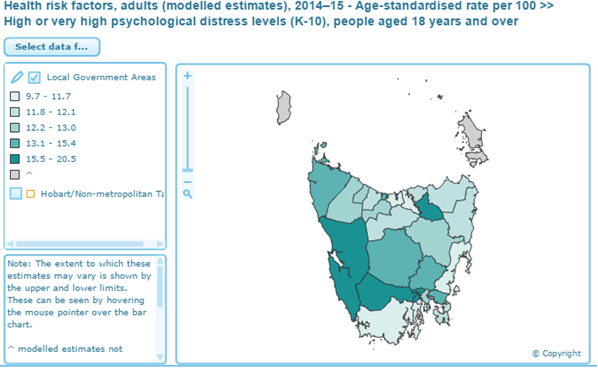 Health risk factors, adults (modelled estimates), 2014–15 - Age-standardised rate per 100 >>
High or very high psychological distress levels (K-10), people aged 18 years and over
Select data f...
Local Government Areas
9.7 - 11.7
11.8 - 12.1
12.2 - 13.0
13.1 - 15.4
15.5 - 20.5
^
Hobart/Non-metropolitan Ta
Note: The extent to which these
estimates may vary is shown by
the upper and lower limits.
These can be seen by hovering
the mouse pointer over the bar
chart.
^ modelled estimates not
© Copyright